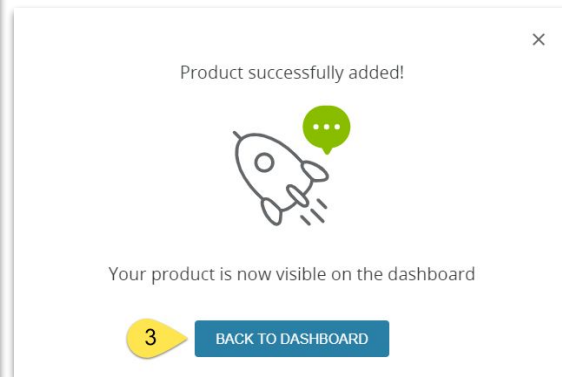 Product successfully added!
Your product is now visible on the dashboard
3
BACK TO DASHBOARD